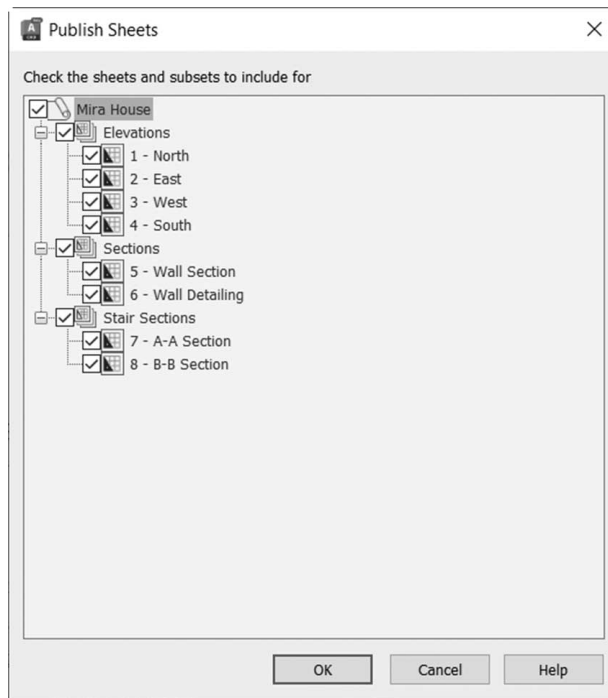 Publish Sheets
Check the sheets and subsets to include for
Mira House
Elevations
1 - North
2 - East
3 - West
4 - South
Sections
5 - Wall Section
6 - Wall Detailing
Stair Sections
7 - A-A Section
8 - B-B Section
OK Cancel Help